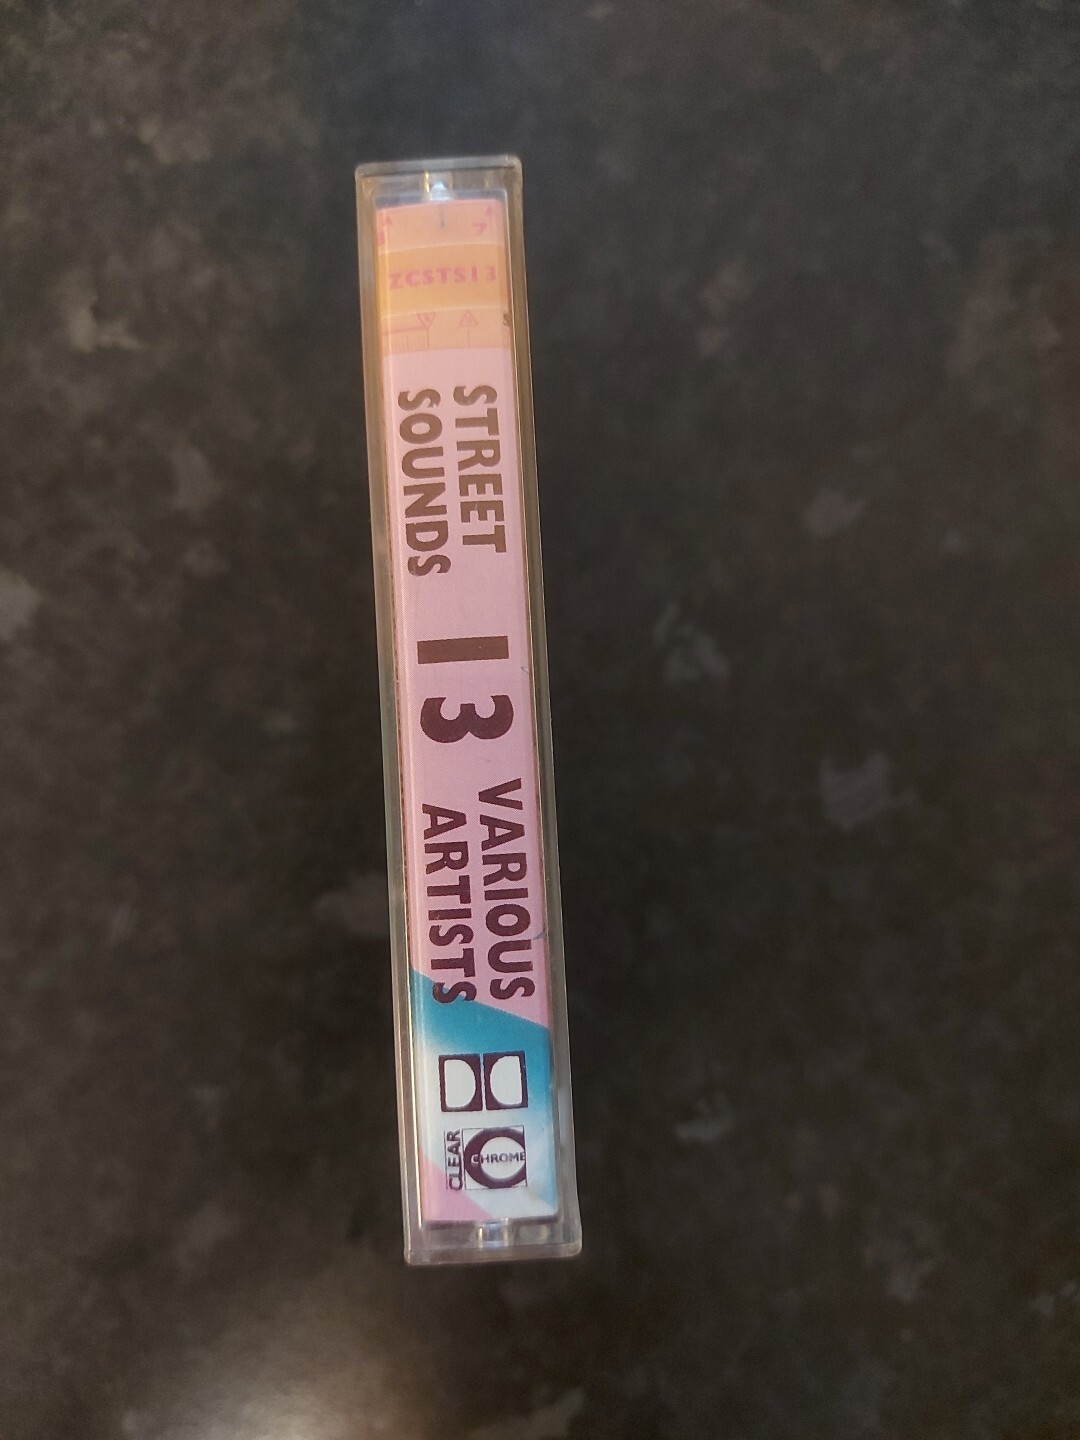 ZCSTS13
STREET
SOUNDS
13
VARIOUS
ARTISTS
CLEAR
CHROME